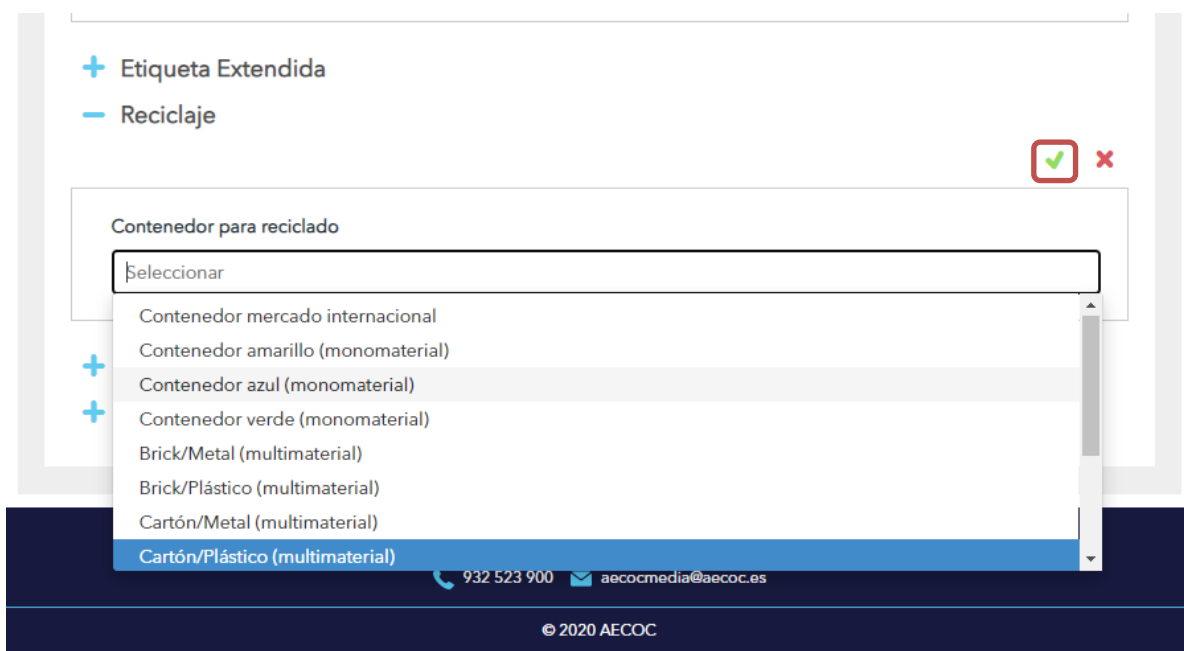 Etiqueta Extendida
Reciclaje
Contenedor para reciclado
Seleccionar
Contenedor mercado internacional
Contenedor amarillo (monomaterial)
Contenedor azul (monomaterial)
Contenedor verde (monomaterial)
Brick/Metal (multimaterial)
Brick/Plástico (multimaterial)
Cartón/Metal (multimaterial)
Cartón/Plástico (multimaterial)
932 523 900 aecocmedia@aecoc.es
© 2020 AECOC